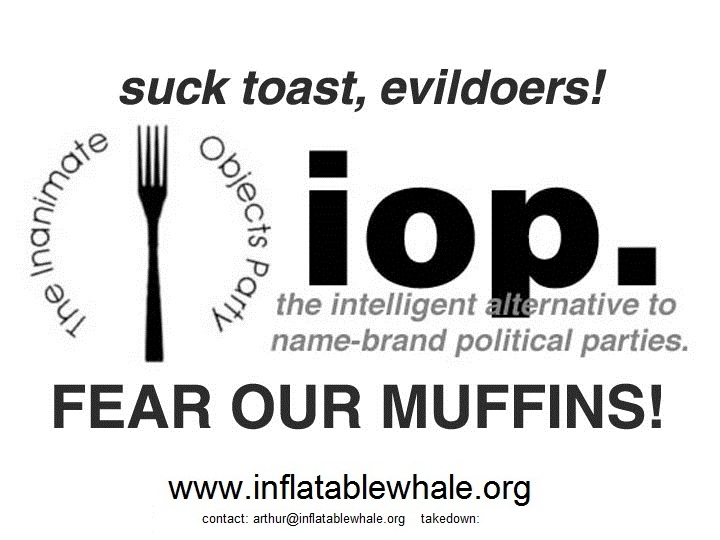 suck toast, evildoers!
The Inanimate
Objects Party
iop.
the intelligent alternative to
name-brand political parties.
FEAR OUR MUFFINS!
www.inflatablewhale.org
contact: arthur@inflatablewhale.org takedown: